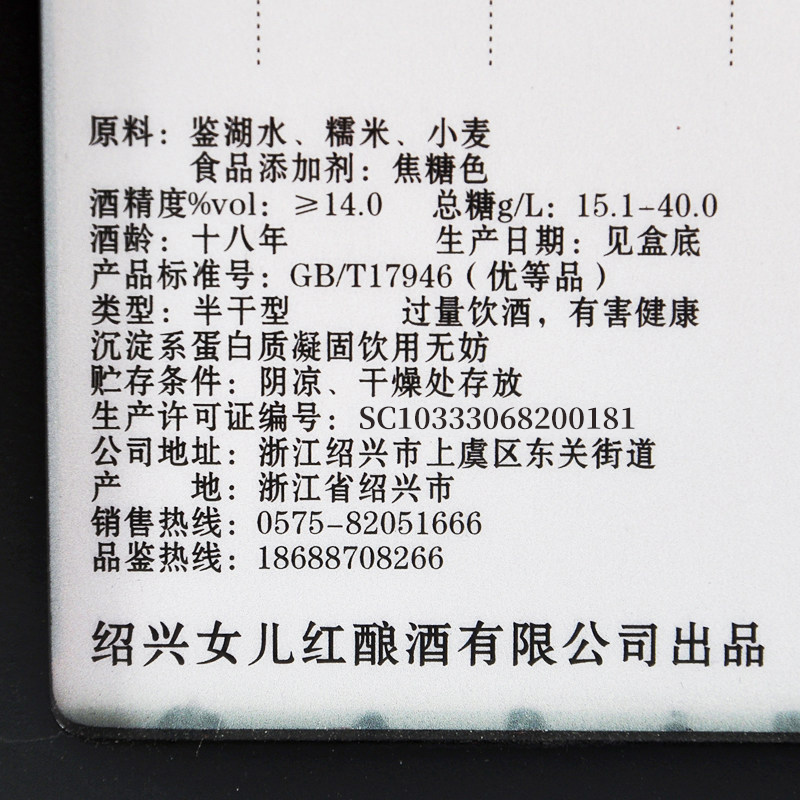 原料：鉴湖水、糯米、小麦
食品添加剂：焦糖色
酒精度%vol：≥14.0 总糖g/L：15.1-40.0
酒龄：十八年 生产日期：见盒底
产品标准号：GB/T17946（优等品）
类型：半干型 过量饮酒，有害健康
沉淀系蛋白质凝固饮用无妨
贮存条件：阴凉、干燥处存放
生产许可证编号：SC10333068200181
公司地址：浙江绍兴市上虞区东关街道
产 地：浙江省绍兴市
销售热线：0575-82051666
品鉴热线：18688708266
绍兴女儿红酿酒有限公司出品